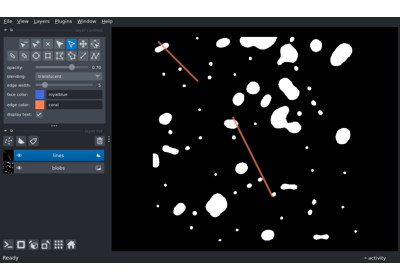 File View Layers Plugins Window Help
opacity: 0.70
blending: translucent
edge width: 5
face color: royalblue
edge color: coral
display text: ✓
lines
blobs
Ready
activity